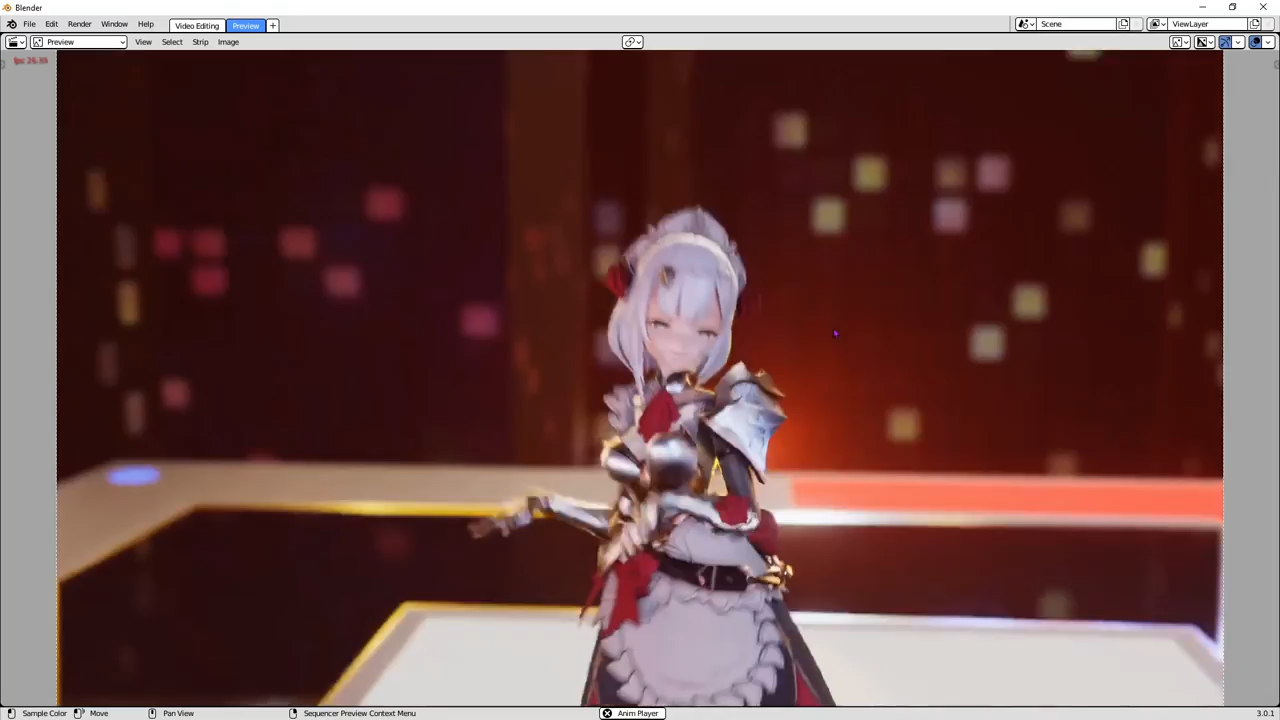 Blender
File Edit Render Window Help Video Editing Preview + Scene ViewLayer
Preview View Select Strip Image
Sample Color Move Pan View Sequencer Preview Context Menu Anim Player 3.0.1